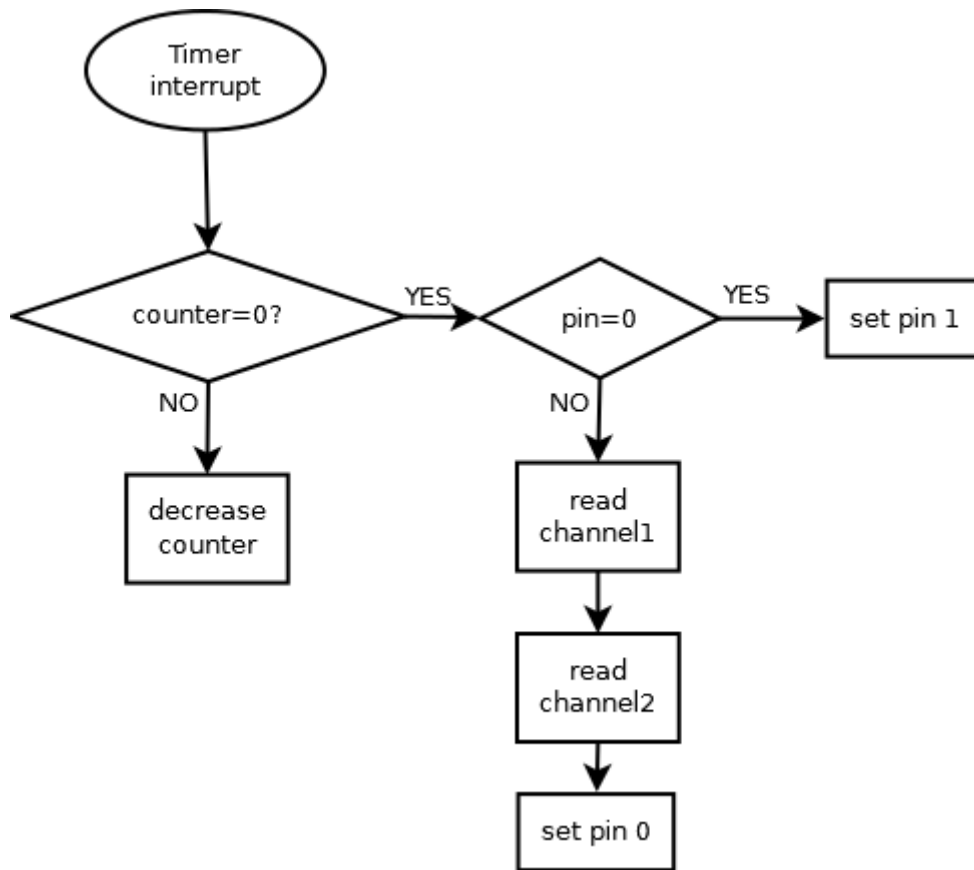 Timer
interrupt
counter=0?
YES
pin=0
YES
set pin 1
NO
NO
decrease
counter
read
channel1
read
channel2
set pin 0